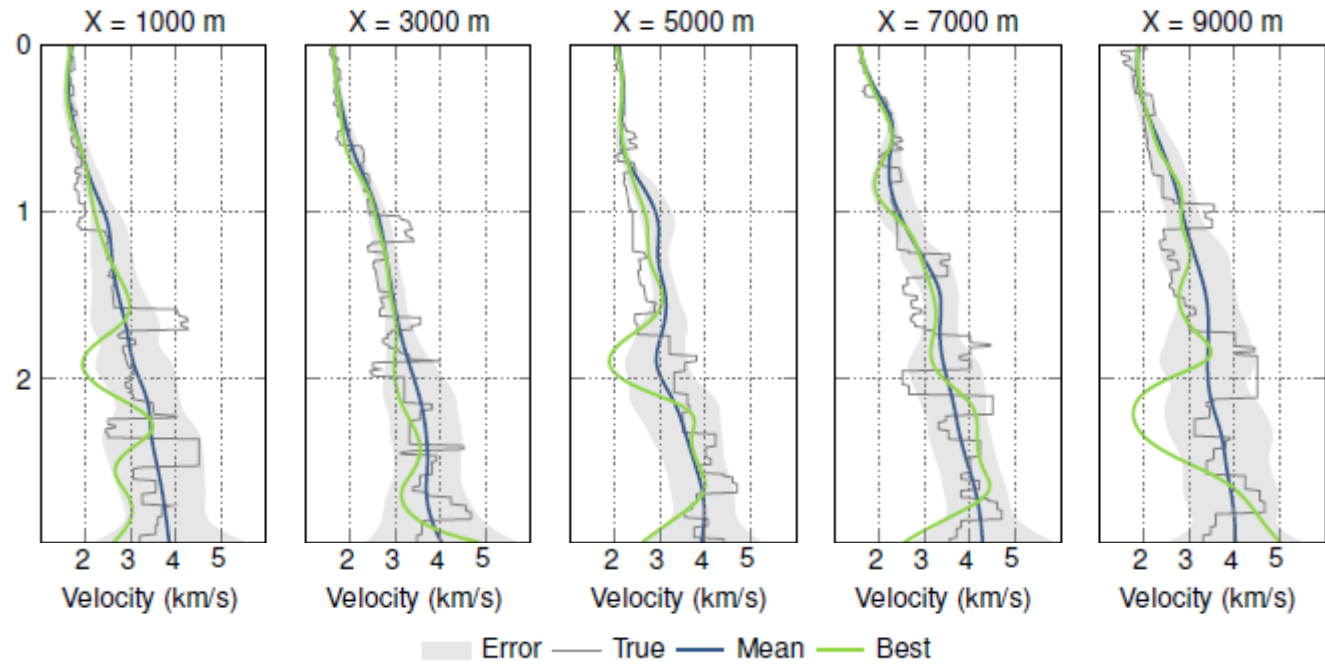 X = 1000 m X = 3000 m X = 5000 m X = 7000 m X = 9000 m
0
1
2
2 3 4 5 2 3 4 5 2 3 4 5 2 3 4 5 2 3 4 5
Velocity (km/s) Velocity (km/s) Velocity (km/s) Velocity (km/s) Velocity (km/s)
Error True Mean Best